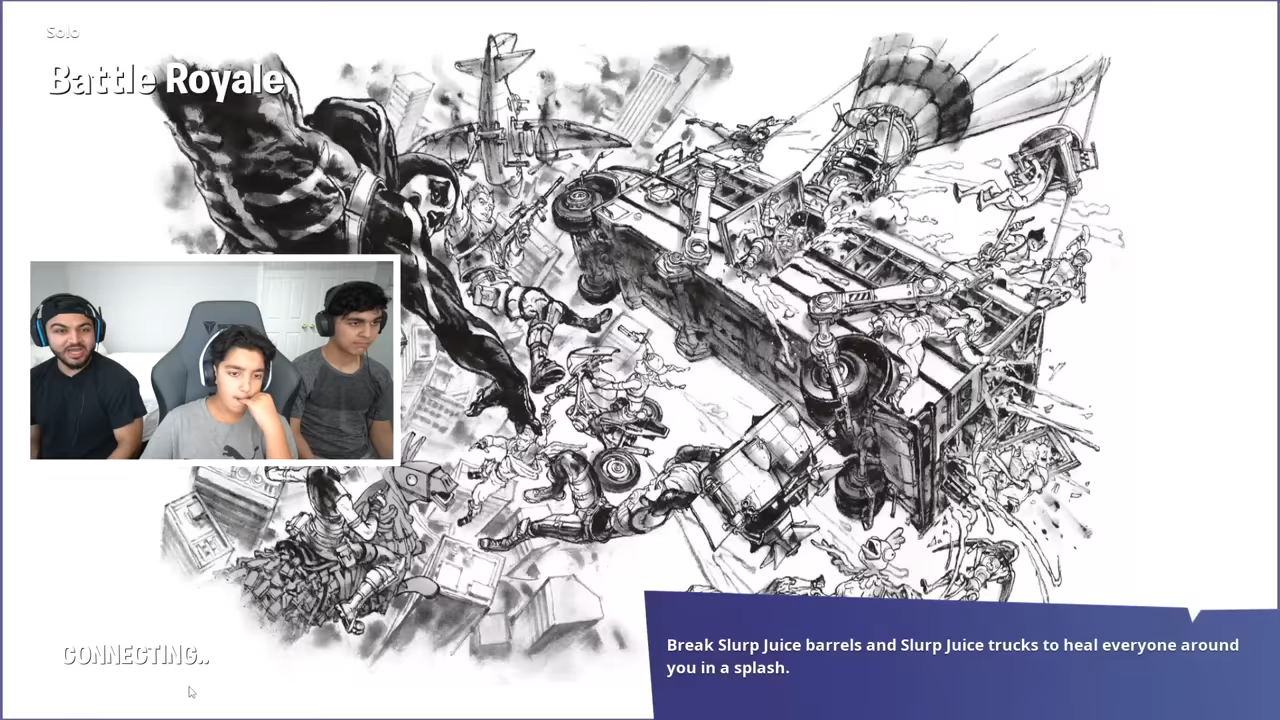 Solo
Battle Royale
CONNECTING..
Break Slurp Juice barrels and Slurp Juice trucks to heal everyone around
you in a splash.